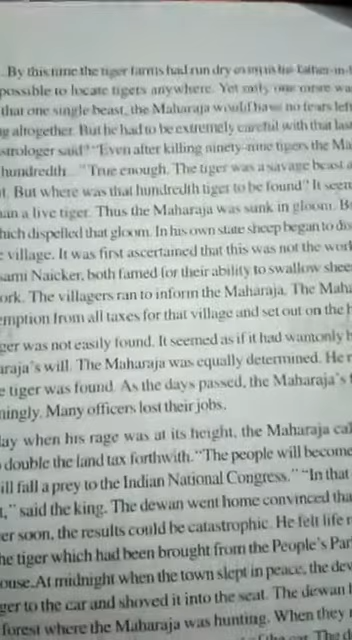 . By this time the tiger farms had run dry even in his father-in-l
possible to locate tigers anywhere. Yet only one more wa
that one single beast, the Maharaja would have no fears left
g altogether. But he had to be extremely careful with that last
strologer said? "Even after killing ninety-nine tigers the Ma
hundredth..." True enough. The tiger was a savage beast a
t. But where was that hundredth tiger to be found? It seem
an a live tiger. Thus the Maharaja was sunk in gloom. B
hich dispelled that gloom. In his own state sheep began to dis
village. It was first ascertained that this was not the work
sami Naicker, both famed for their ability to swallow shee
ork. The villagers ran to inform the Maharaja. The Maha
emption from all taxes for that village and set out on the h
ger was not easily found. It seemed as if it had wantonly h
araja's will. The Maharaja was equally determined. He r
e tiger was found. As the days passed, the Maharaja's f
ningly. Many officers lost their jobs.
ay when his rage was at its height, the Maharaja cal
double the land tax forthwith. "The people will become
ill fall a prey to the Indian National Congress." "In that
t," said the king. The dewan went home convinced tha
er soon, the results could be catastrophic. He felt life r
he tiger which had been brought from the People's Par
ouse. At midnight when the town slept in peace, the dew
ger to the car and shoved it into the seat. The dewan h
forest where the Maharaja was hunting. When they r